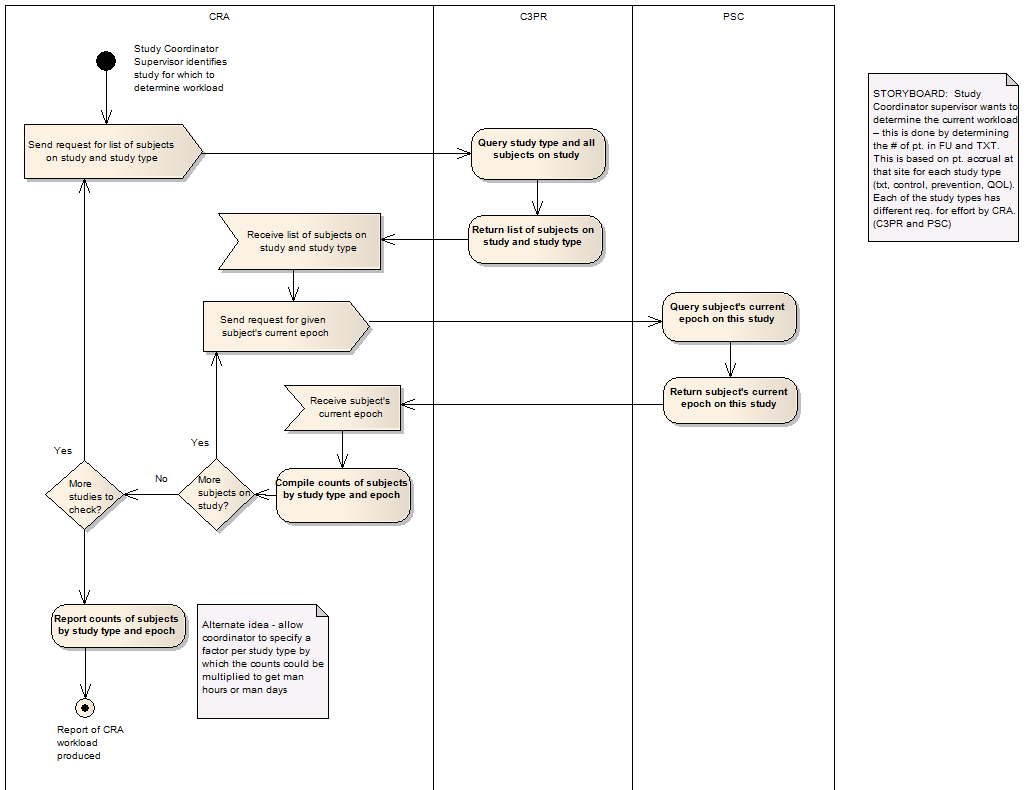 CRA
C3PR
PSC
Study Coordinator
Supervisor identifies
study for which to
determine workload
STORYBOARD:  Study
Coordinator supervisor wants to
determine the current workload
– this is done by determining
the # of pt. in FU and TXT.
This is based on pt. accrual at
that site for each study type
(txt, control, prevention, QOL).
Each of the study types has
different req. for effort by CRA.
(C3PR and PSC)
Send request for list of subjects
on study and study type
Query study type and all
subjects on study
Receive list of subjects on
study and study type
Return list of subjects on
study and study type
Send request for given
subject's current epoch
Query subject's current
epoch on this study
Receive subject's
current epoch
Return subject's current
epoch on this study
Yes
Yes
More
studies to
check?
No
More
subjects on
study?
Compile counts of subjects
by study type and epoch
Report counts of subjects
by study type and epoch
Alternate idea - allow
coordinator to specify a
factor per study type by
which the counts could be
multiplied to get man
hours or man days
Report of CRA
workload
produced